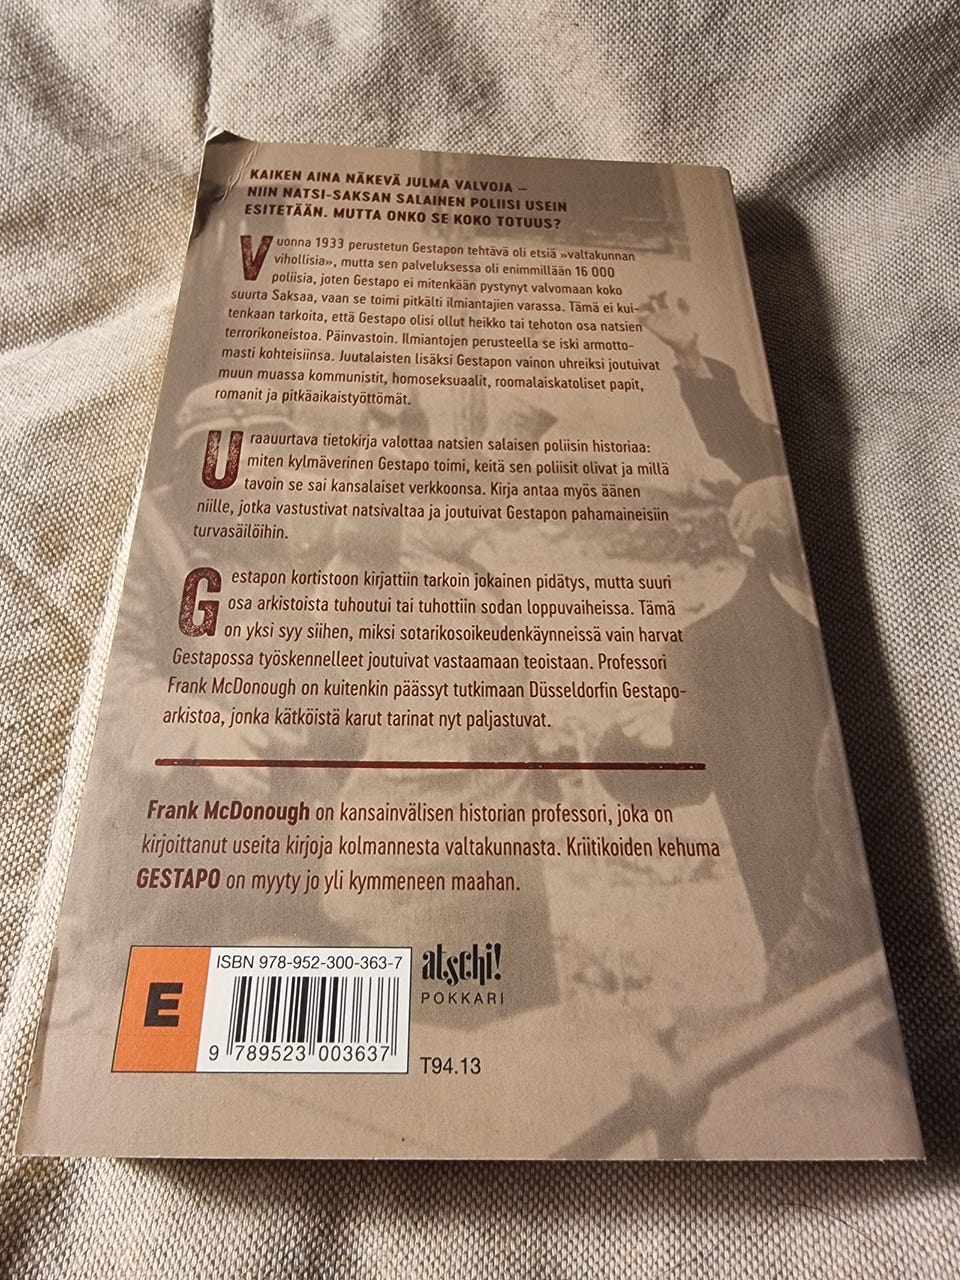 KAIKEN AINA NÄKEVÄ JULMA VALVOJA –
NIIN NATSI-SAKSAN SALAINEN POLIISI USEIN
ESITETÄÄN. MUTTA ONKO SE KOKO TOTUUS?
Vuonna 1933 perustetun Gestapon tehtävä oli etsiä »valtakunnan
vihollisia», mutta sen palveluksessa oli enimmillään 16 000
poliisia, joten Gestapo ei mitenkään pystynyt valvomaan koko
suurta Saksaa, vaan se toimi pitkälti ilmiantajien varassa. Tämä ei kui-
tenkaan tarkoita, että Gestapo olisi ollut heikko tai tehoton osa natsien
terrorikoneistoa. Päinvastoin. Ilmiantojen perusteella se iski armotto-
masti kohteisiinsa. Juutalaisten lisäksi Gestapon vainon uhreiksi joutuivat
muun muassa kommunistit, homoseksuaalit, roomalaiskatoliset papit,
romanit ja pitkäaikaistyöttömät.
Uraauurtava tietokirja valottaa natsien salaisen poliisin historiaa:
miten kylmäverinen Gestapo toimi, keitä sen poliisit olivat ja millä
tavoin se sai kansalaiset verkkoonsa. Kirja antaa myös äänen
niille, jotka vastustivat natsivaltaa ja joutuivat Gestapon pahamaineisiin
turvasäilöihin.
Gestapon kortistoon kirjattiin tarkoin jokainen pidätys, mutta suuri
osa arkistoista tuhoutui tai tuhottiin sodan loppuvaiheissa. Tämä
on yksi syy siihen, miksi sotarikosoikeudenkäynneissä vain harvat
Gestapossa työskennelleet joutuivat vastaamaan teoistaan. Professori
Frank McDonough on kuitenkin päässyt tutkimaan Düsseldorfin Gestapo-
arkistoa, jonka kätköistä karut tarinat nyt paljastuvat.
Frank McDonough on kansainvälisen historian professori, joka on
kirjoittanut useita kirjoja kolmannesta valtakunnasta. Kriitikoiden kehuma
GESTAPO on myyty jo yli kymmeneen maahan.
E
ISBN 978-952-300-363-7
9 789523 003637
atschi!
POKKARI
T94.13